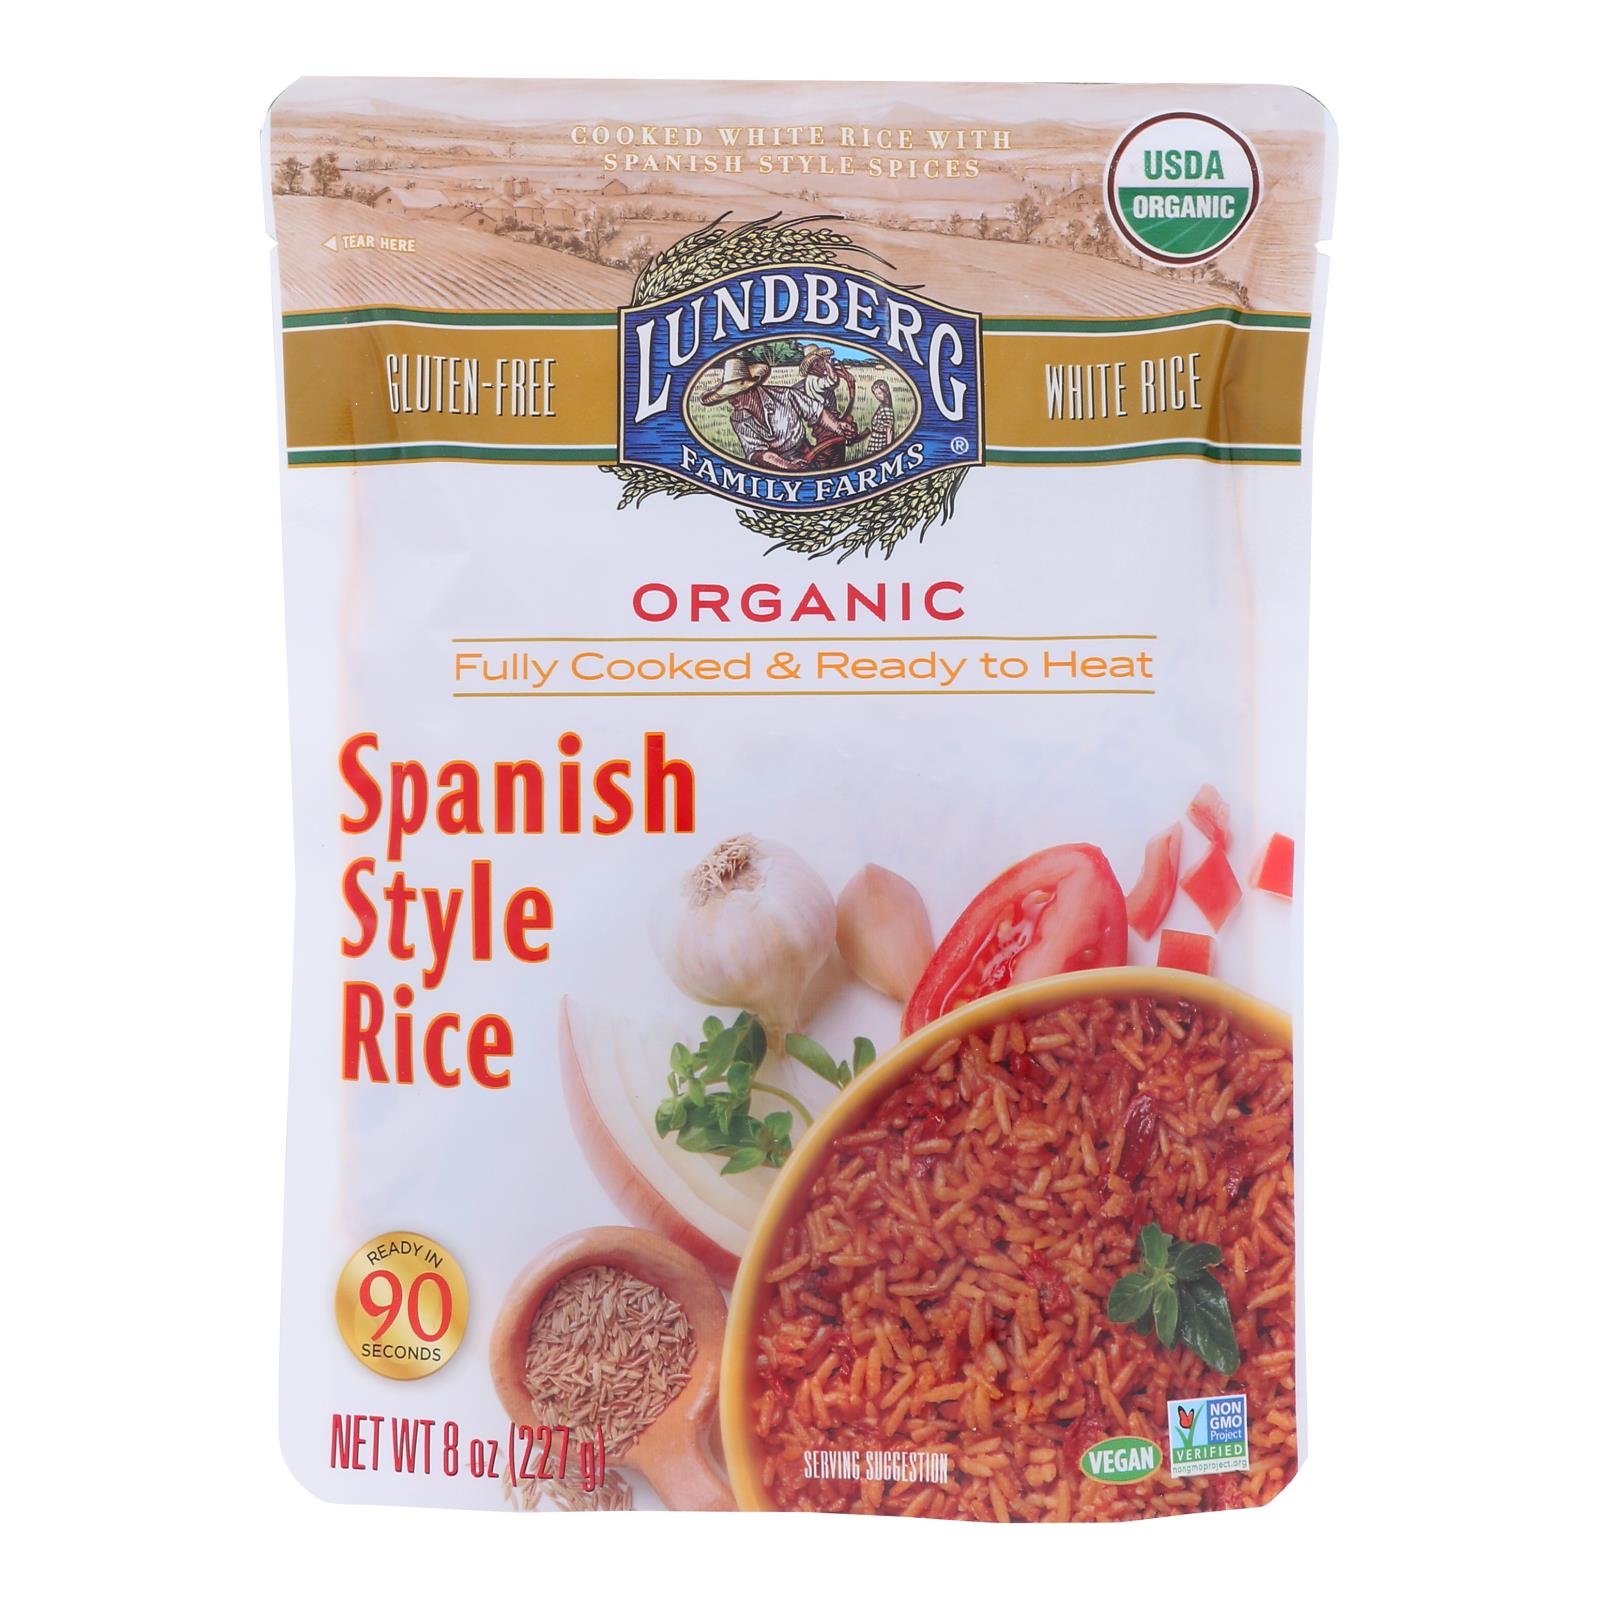 COOKED WHITE RICE WITH
SPANISH STYLE SPICES
USDA
ORGANIC
TEAR HERE
LUNDBERG
FAMILY FARMS ®
GLUTEN-FREE
WHITE RICE
ORGANIC
Fully Cooked & Ready to Heat
Spanish
Style
Rice
READY IN
90
SECONDS
NET WT 8 oz (227 g)
SERVING SUGGESTION
VEGAN
NON
GMO
Project
VERIFIED
nongmoproject.org